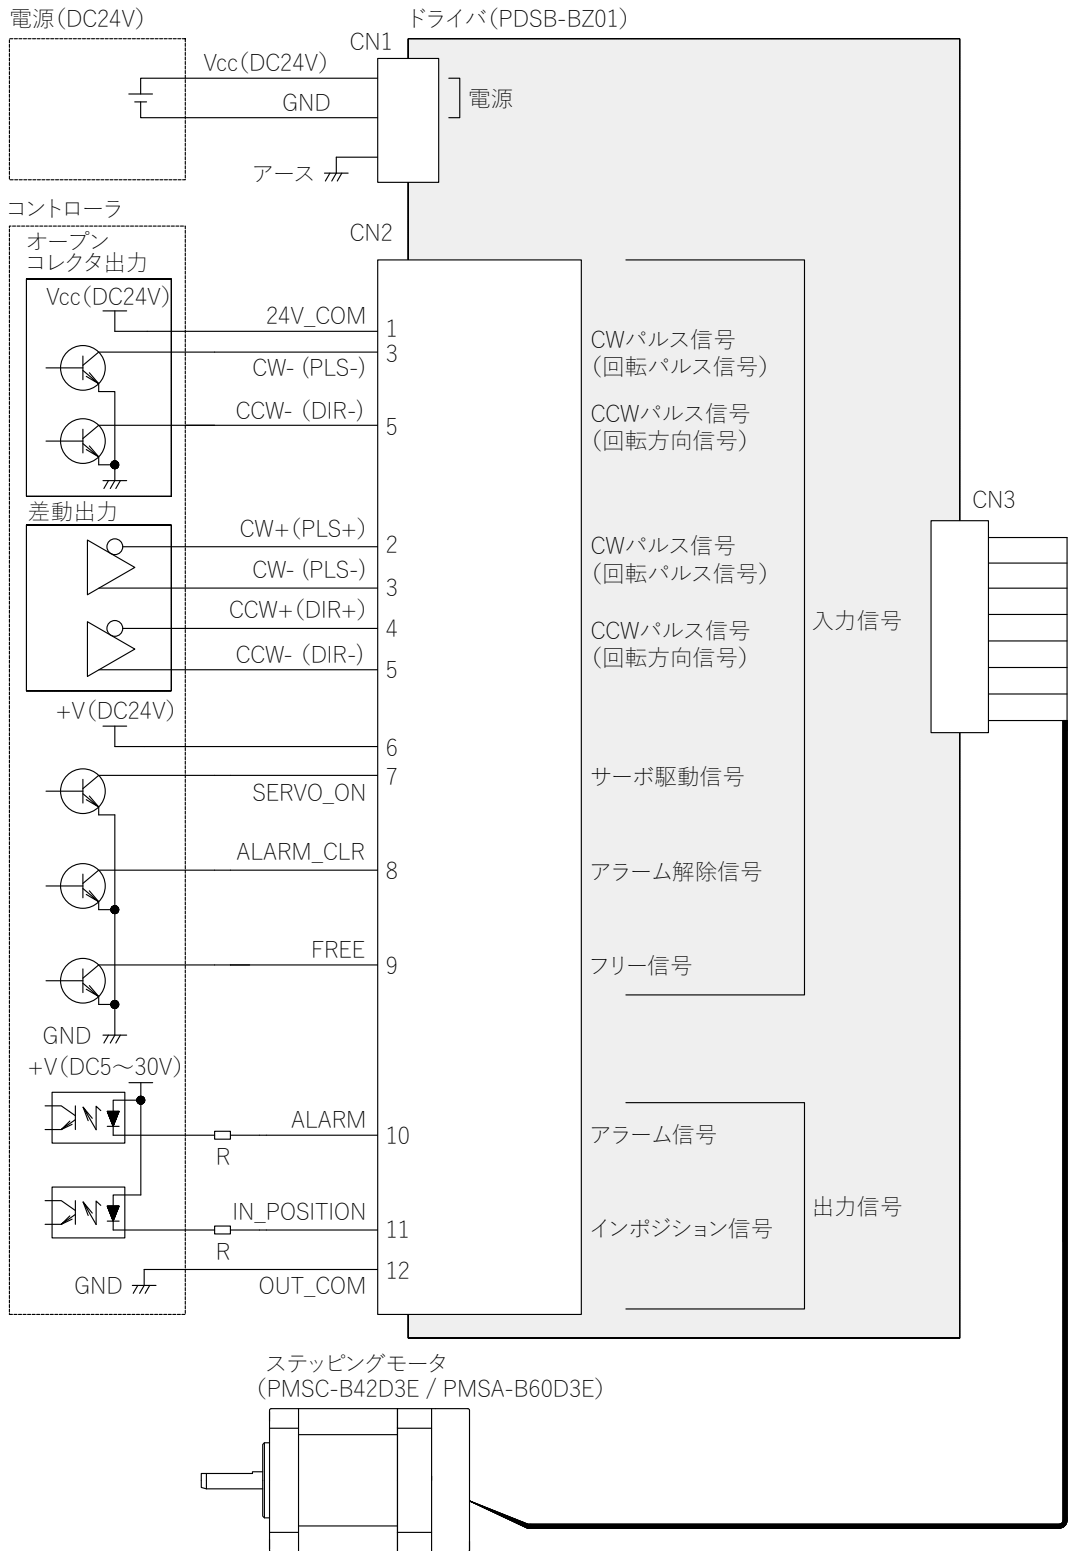 電源(DC24V)
ドライバ(PDSB-BZ01)
CN1
Vcc(DC24V)
GND
電源
アース
コントローラ
CN2
オープン
コレクタ出力
Vcc(DC24V)
24V_COM
1
3
CW- (PLS-)
CWパルス信号
(回転パルス信号)
CCW- (DIR-)
5
CCWパルス信号
(回転方向信号)
CN3
差動出力
CW+(PLS+)
2
CW- (PLS-)
3
CWパルス信号
(回転パルス信号)
CCW+(DIR+)
4
CCW- (DIR-)
5
CCWパルス信号
(回転方向信号)
入力信号
+V(DC24V)
6
7
SERVO_ON
サーボ駆動信号
ALARM_CLR
8
アラーム解除信号
FREE
9
フリー信号
GND
+V(DC5～30V)
ALARM
10
R
アラーム信号
IN_POSITION
11
R
インポジション信号
出力信号
12
GND
OUT_COM
ステッピングモータ
(PMSC-B42D3E / PMSA-B60D3E)